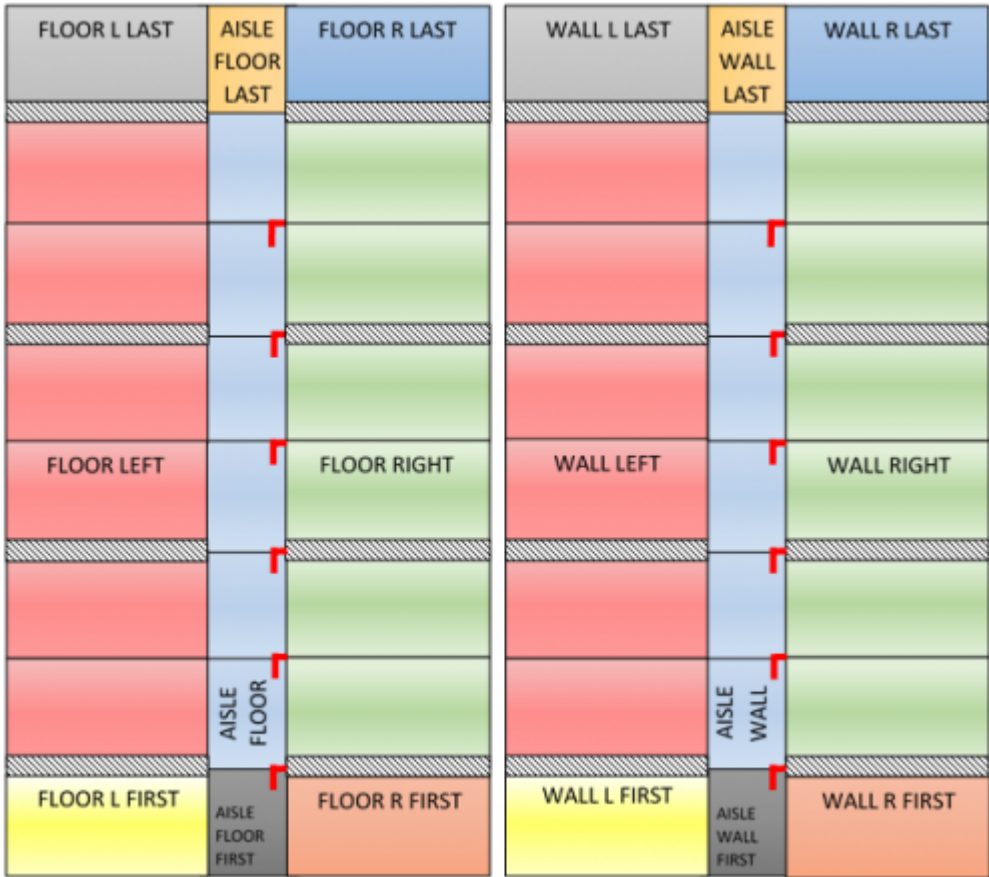 FLOOR L LAST
AISLE
FLOOR
LAST
FLOOR R LAST
WALL L LAST
AISLE
WALL
LAST
WALL R LAST
FLOOR LEFT
FLOOR RIGHT
WALL LEFT
WALL RIGHT
AISLE
FLOOR
AISLE
WALL
FLOOR L FIRST
AISLE
FLOOR
FIRST
FLOOR R FIRST
WALL L FIRST
AISLE
WALL
FIRST
WALL R FIRST